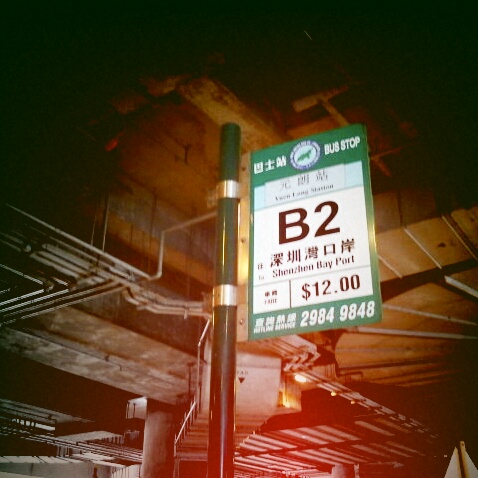 巴士站 BUS STOP
元朗站
Yuen Long Station
B2
往 深圳灣口岸
to Shenzhen Bay Port
車費 $12.00
FARE
查詢熱線 2984 9848
HOTLINE SERVICE